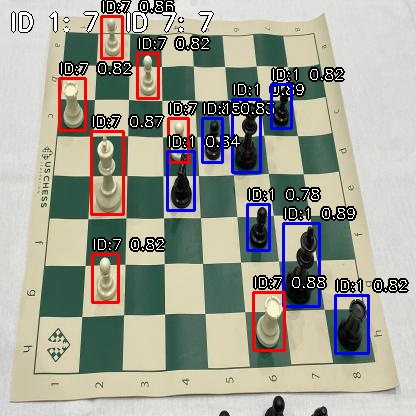 ID 1: 7 ID 7: 7
ID:7 0.86
ID:7 0.82
ID:7 0.82
ID:1 0.82
ID:7 0.87
ID:7
ID:1 0.84
ID:1 0.78
ID:1 0.89
ID:7 0.82
ID:7 0.88
ID:1 0.82
USCHESS
a
c
e
f
g
g
h
h
1
2
3
4
5
6
7
8